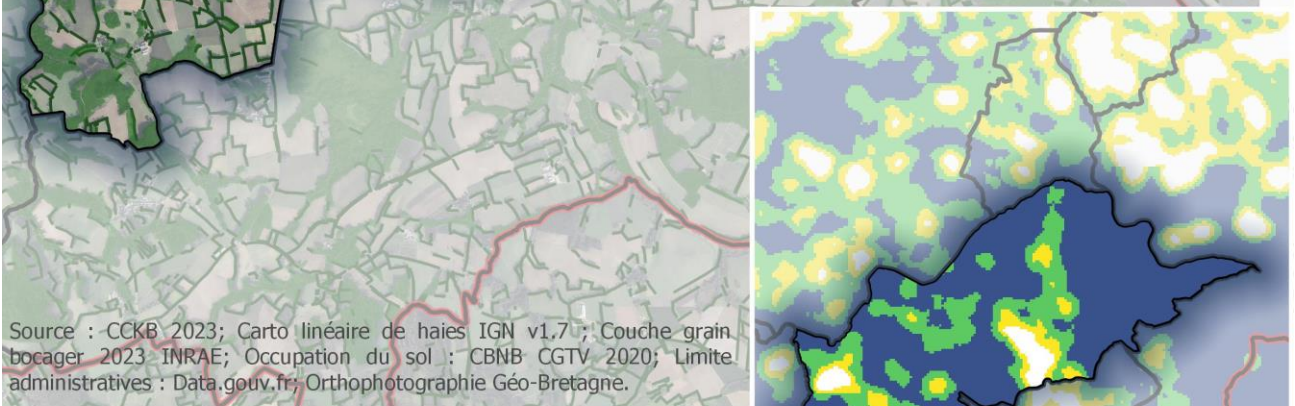 Source : CCKB 2023; Carto linéaire de haies IGN v1.7 ; Couche grain
bocager 2023 INRAE; Occupation du sol : CBNB CGTV 2020; Limite
administratives : Data.gouv.fr; Orthophotographie Géo-Bretagne.